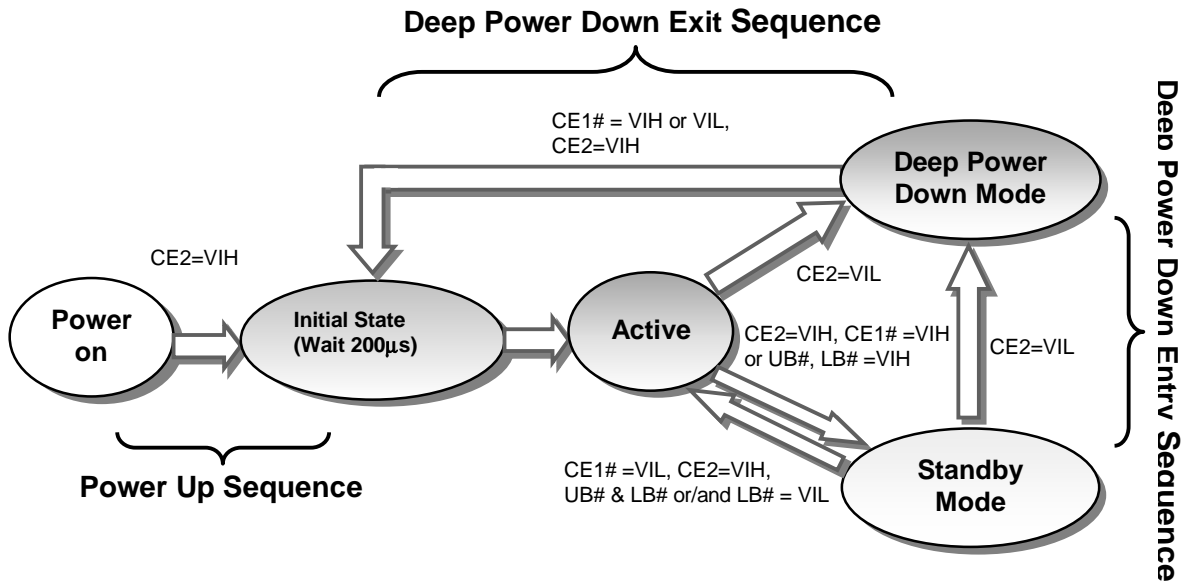 Deep Power Down Exit Sequence
CE1# = VIH or VIL,
CE2=VIH
Deep Power
Down Mode
Deep Power Down Entry Sequence
CE2=VIH
CE2=VIL
Power
on
Initial State
(Wait 200μs)
Active
CE2=VIH, CE1# =VIH
or UB#, LB# =VIH
CE2=VIL
Power Up Sequence
CE1# =VIL, CE2=VIH,
UB# & LB# or/and LB# = VIL
Standby
Mode